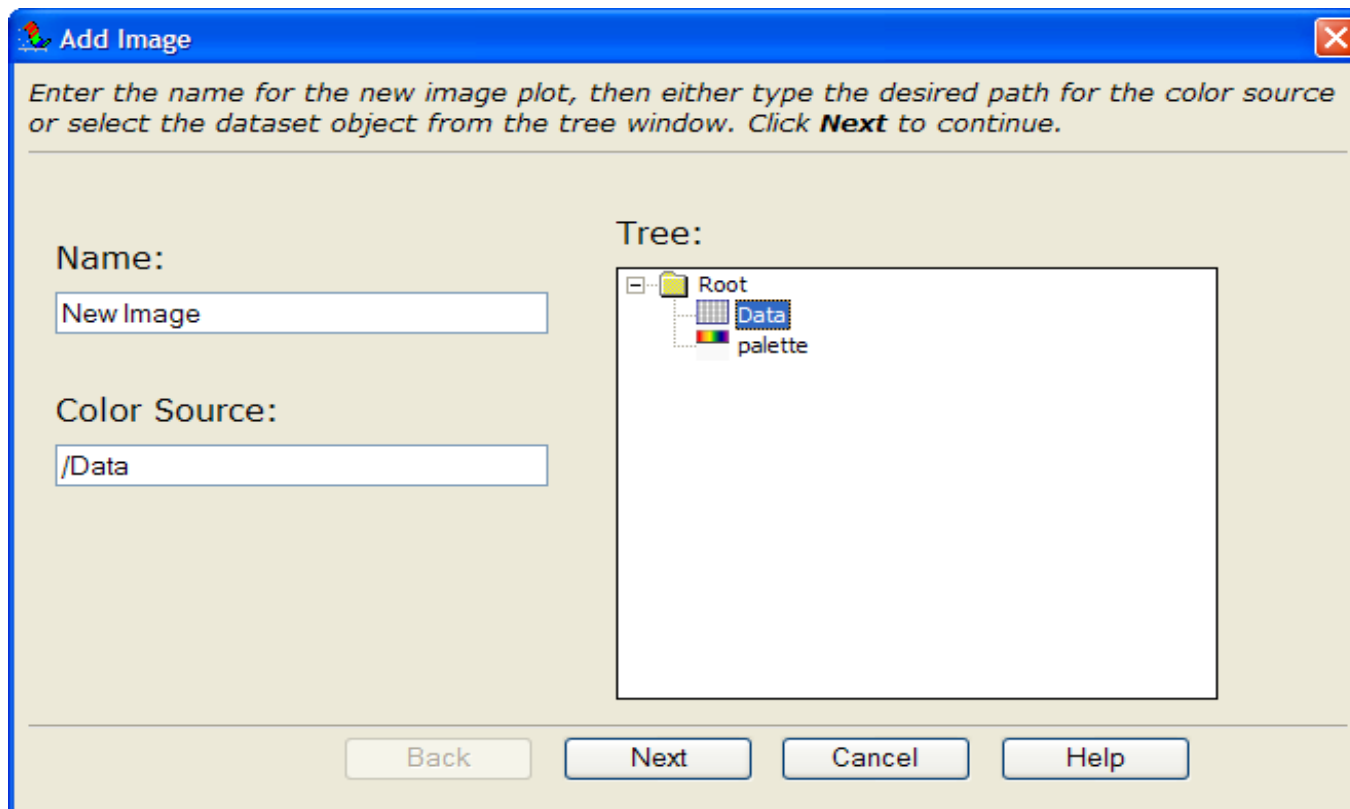 Add Image
Enter the name for the new image plot, then either type the desired path for the color source
or select the dataset object from the tree window. Click Next to continue.
Name:
New Image
Color Source:
/Data
Tree:
Root
Data
palette
Back
Next
Cancel
Help